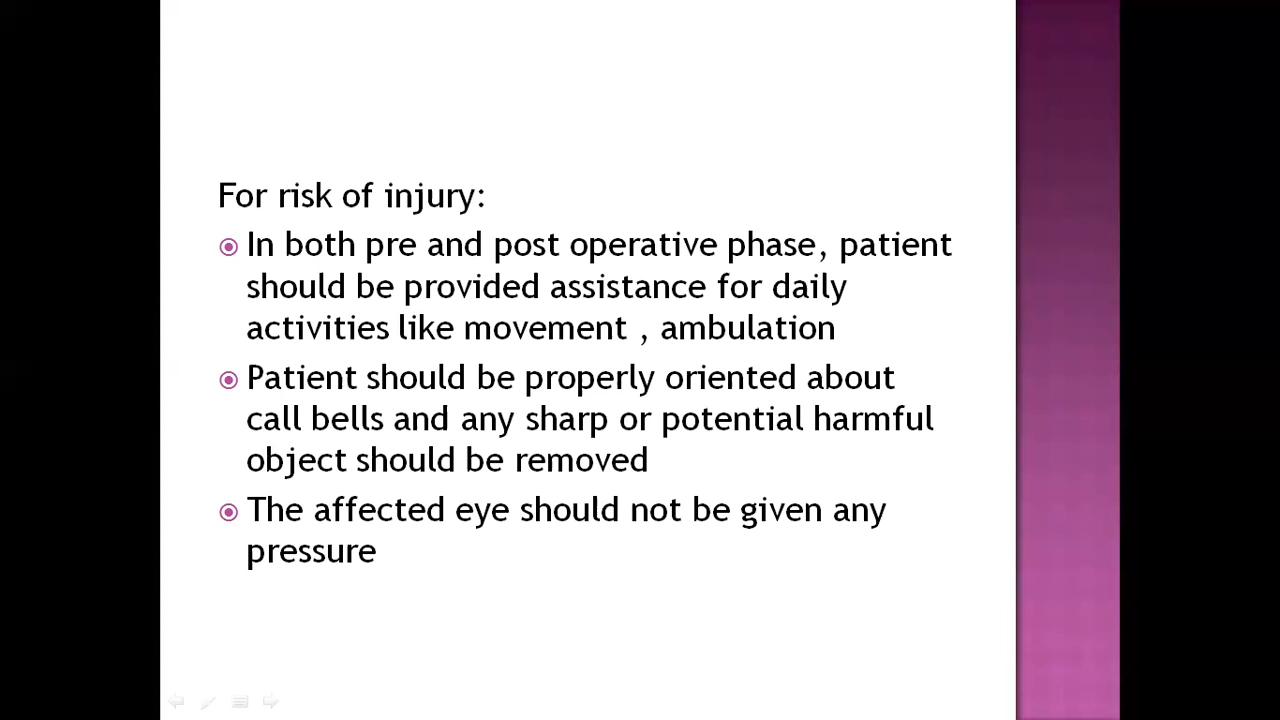 For risk of injury:
In both pre and post operative phase, patient
should be provided assistance for daily
activities like movement , ambulation
Patient should be properly oriented about
call bells and any sharp or potential harmful
object should be removed
The affected eye should not be given any
pressure